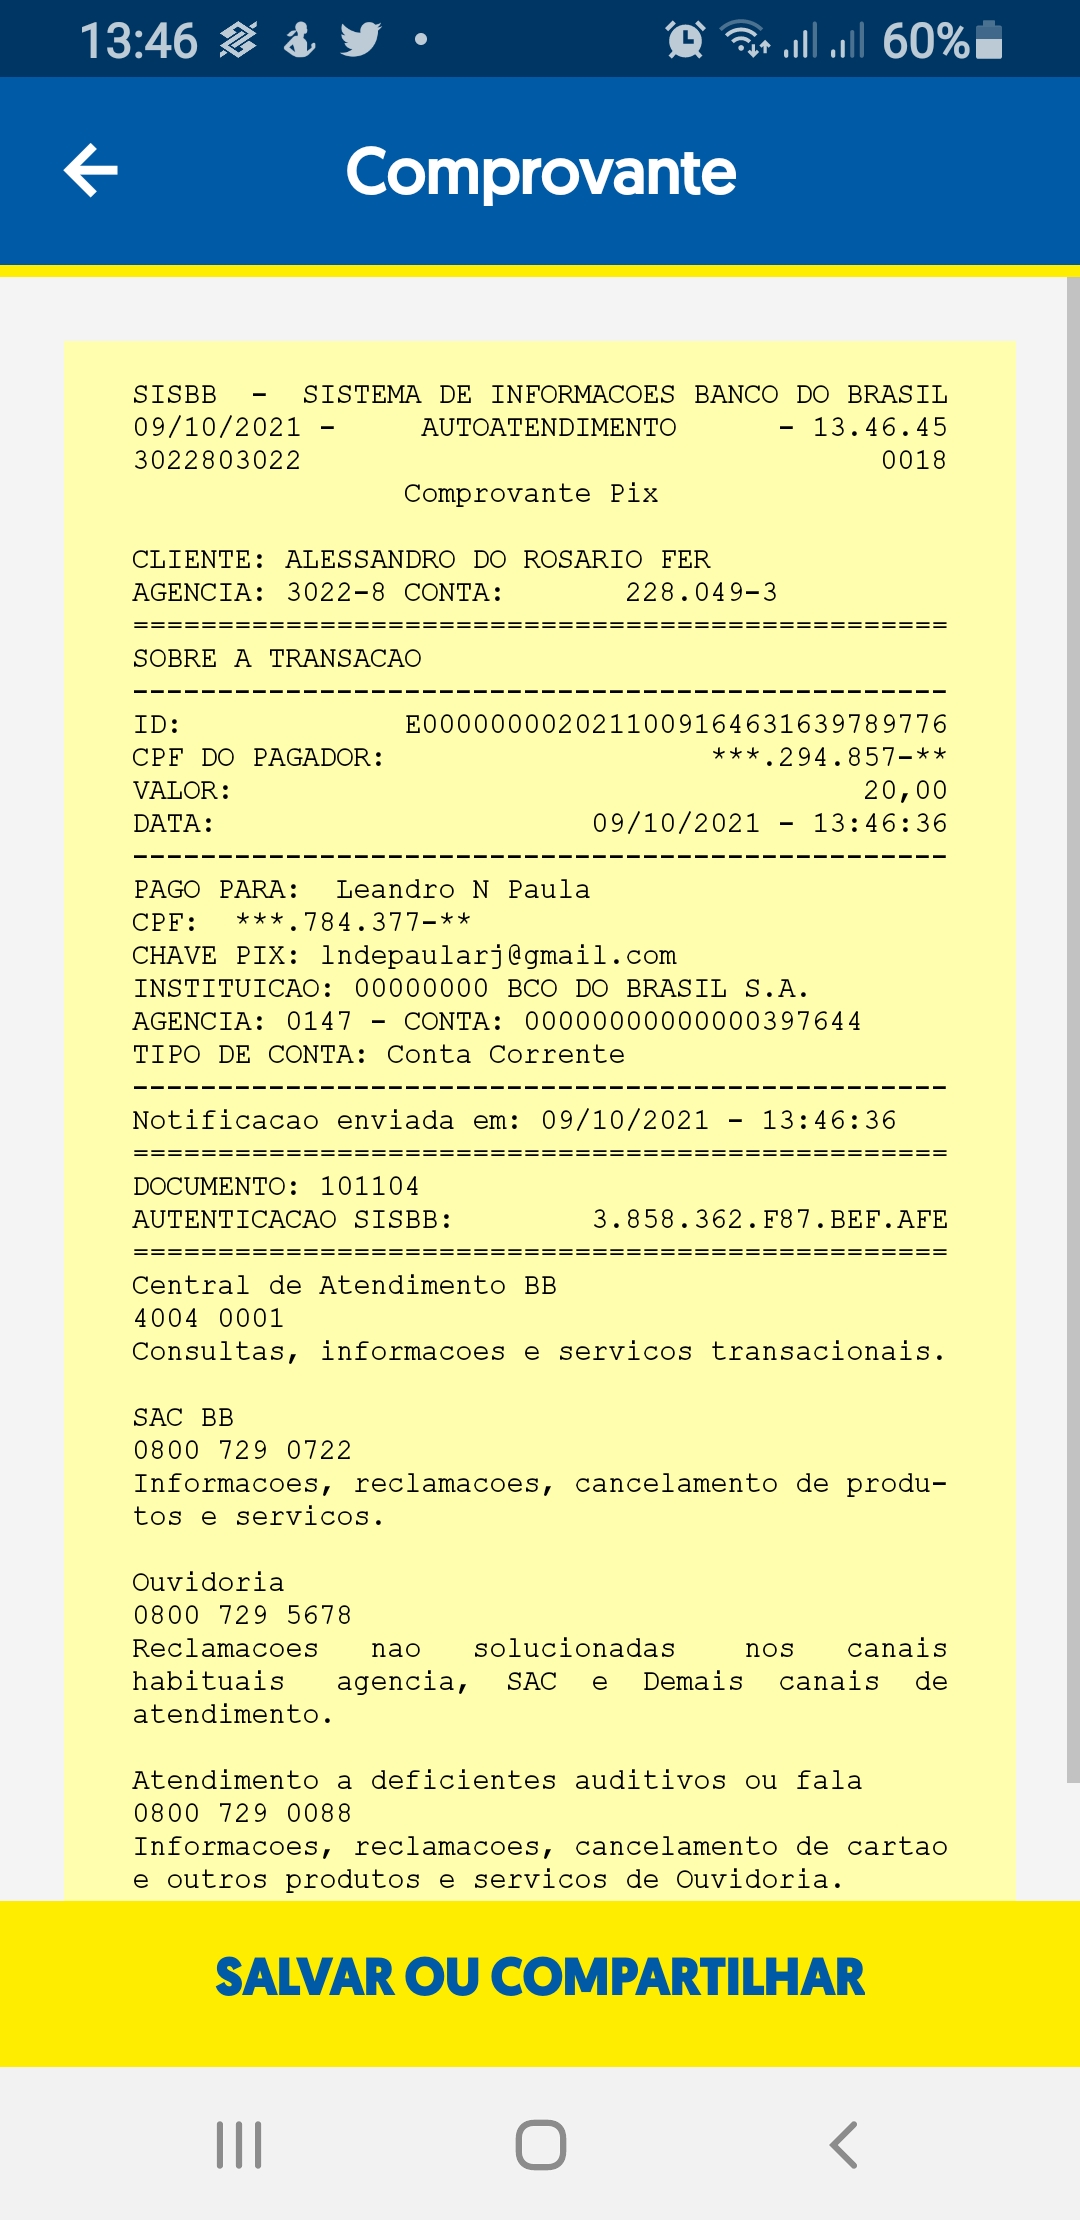 13:46
60%
Comprovante
SISBB - SISTEMA DE INFORMACOES BANCO DO BRASIL
09/10/2021 - AUTOATENDIMENTO - 13.46.45
3022803022 0018
Comprovante Pix
CLIENTE: ALESSANDRO DO ROSARIO FER
AGENCIA: 3022-8 CONTA: 228.049-3
================================================
SOBRE A TRANSACAO
------------------------------------------------
ID: E00000000202110091646316397​89776
CPF DO PAGADOR: ***.294.857-**
VALOR: 20,00
DATA: 09/10/2021 - 13:46:36
------------------------------------------------
PAGO PARA: Leandro N Paula
CPF: ***.784.377-**
CHAVE PIX: lndepaularj@gmail.com
INSTITUICAO: 00000000 BCO DO BRASIL S.A.
AGENCIA: 0147 - CONTA: 00000000000000397644
TIPO DE CONTA: Conta Corrente
------------------------------------------------
Notificacao enviada em: 09/10/2021 - 13:46:36
================================================
DOCUMENTO: 101104
AUTENTICACAO SISBB: 3.858.362.F87.BEF.AFE
================================================
Central de Atendimento BB
4004 0001
Consultas, informacoes e servicos transacionais.
SAC BB
0800 729 0722
Informacoes, reclamacoes, cancelamento de produ-
tos e servicos.
Ouvidoria
0800 729 5678
Reclamacoes nao solucionadas nos canais
habituais agencia, SAC e Demais canais de
atendimento.
Atendimento a deficientes auditivos ou fala
0800 729 0088
Informacoes, reclamacoes, cancelamento de cartao
e outros produtos e servicos de Ouvidoria.
SALVAR OU COMPARTILHAR